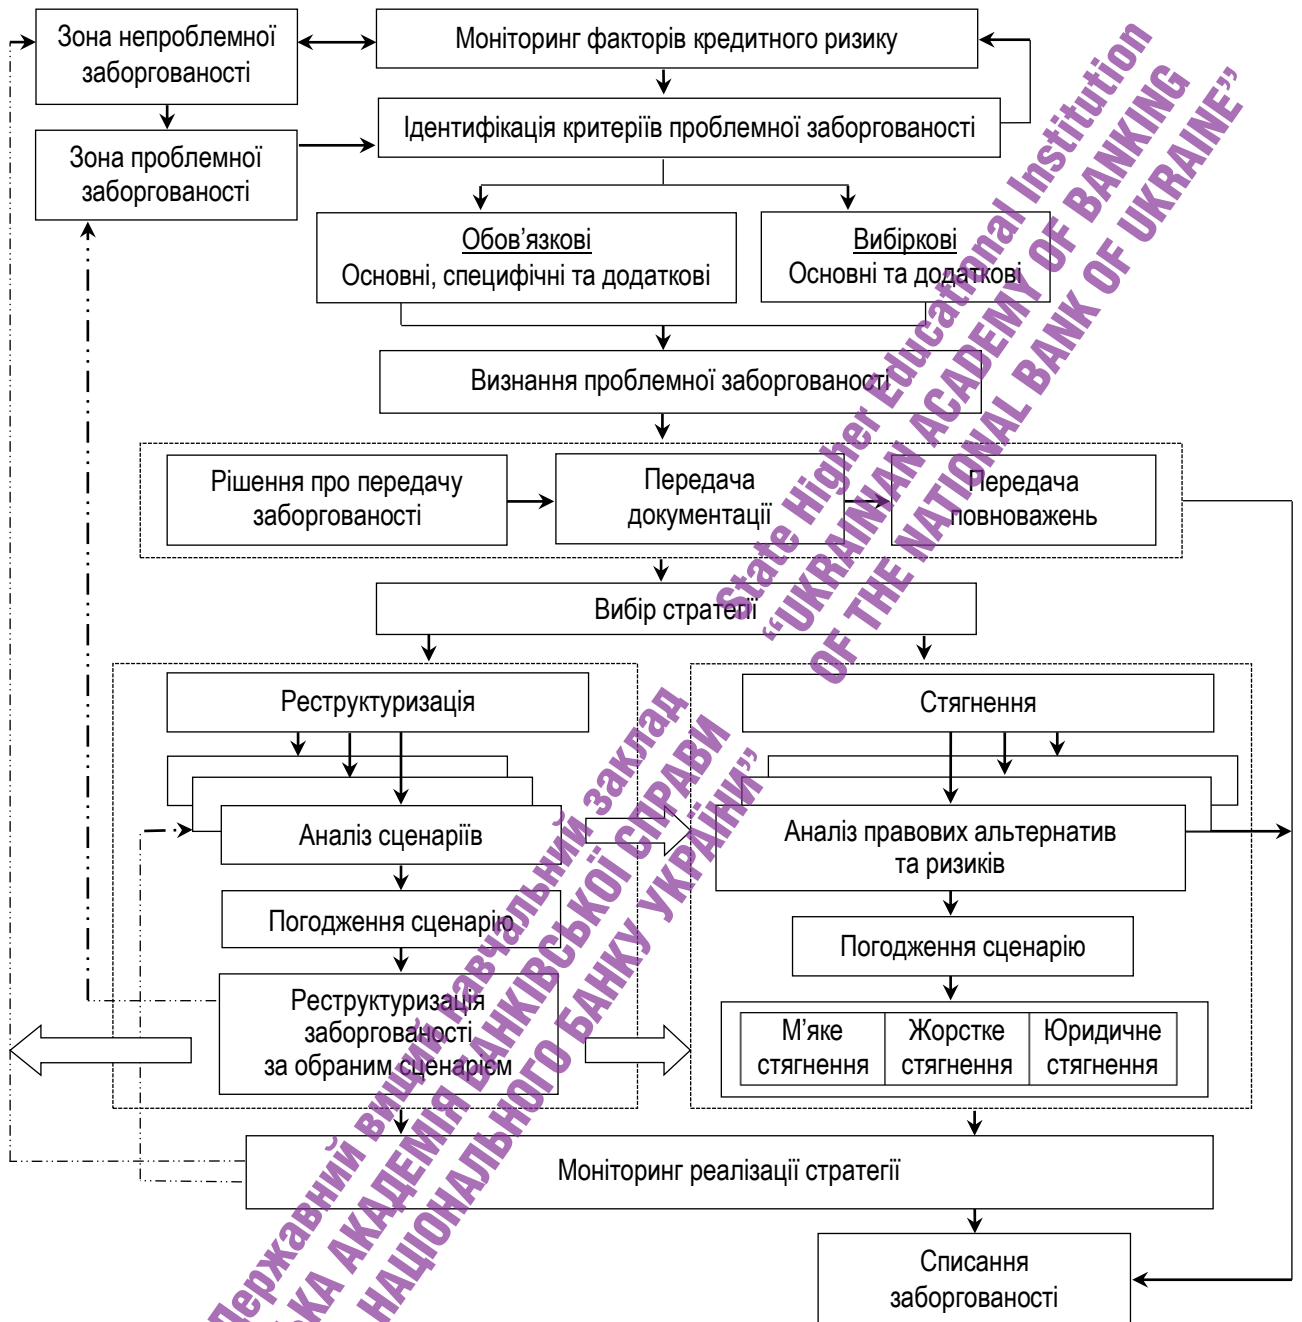 Зона непроблемної
заборгованості
Моніторинг факторів кредитного ризику
Ідентифікація критеріїв проблемної заборгованості
Зона проблемної
заборгованості
Обов’язкові
Основні, специфічні та додаткові
Вибіркові
Основні та додаткові
Визнання проблемної заборгованості
Рішення про передачу
заборгованості
Передача
документації
Передача
повноважень
Вибір стратегії
Реструктуризація
Стягнення
Аналіз сценаріїв
Аналіз правових альтернатив
та ризиків
Погодження сценарію
Погодження сценарію
Реструктуризація
заборгованості
за обраним сценарієм
М’яке
стягнення
Жорстке
стягнення
Юридичне
стягнення
Моніторинг реалізації стратегії
Списання
заборгованості
Державний вищий навчальний заклад
АКАДЕМІЯ БАНКІВСЬКОЇ СПРАВИ
НАЦІОНАЛЬНОГО БАНКУ УКРАЇНИ”
State Higher Educational Institution
“UKRAINIAN ACADEMY OF BANKING
OF THE NATIONAL BANK OF UKRAINE”